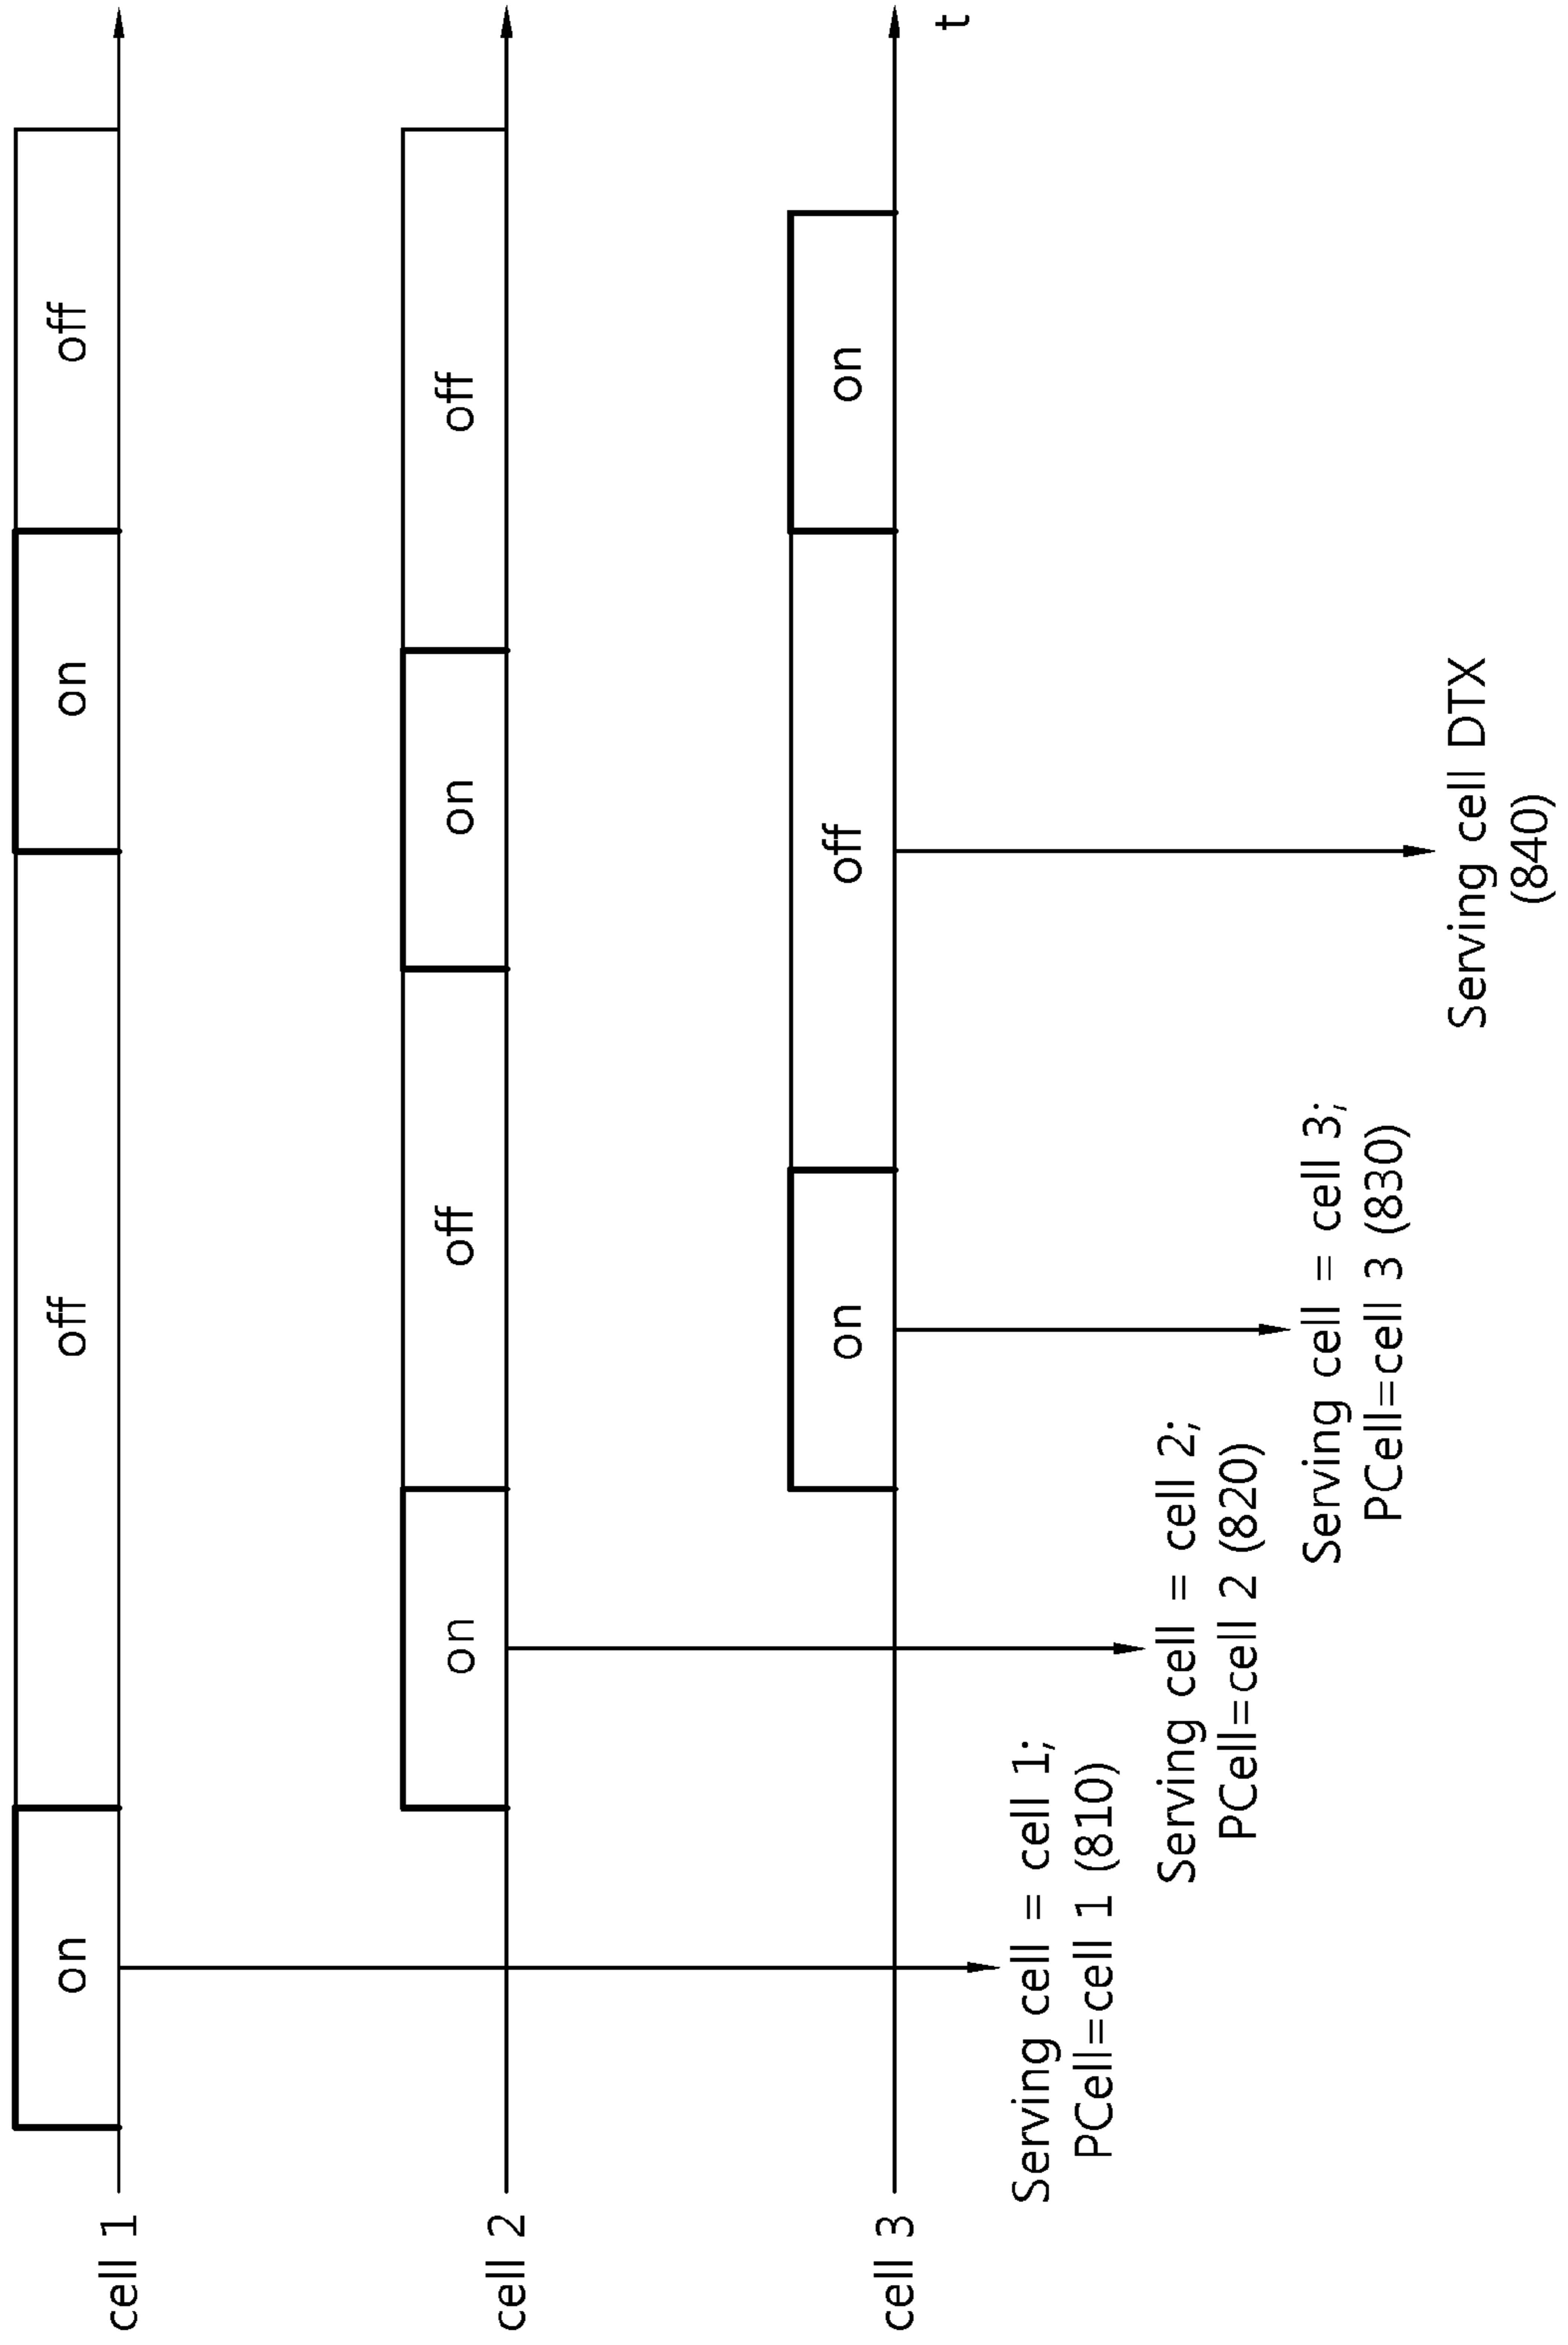 cell 1
on
off
on
off
cell 2
on
off
on
off
cell 3
on
off
on
t
Serving cell = cell 1;
PCell=cell 1 (810)
Serving cell = cell 2;
PCell=cell 2 (820)
Serving cell = cell 3;
PCell=cell 3 (830)
Serving cell DTX
(840)